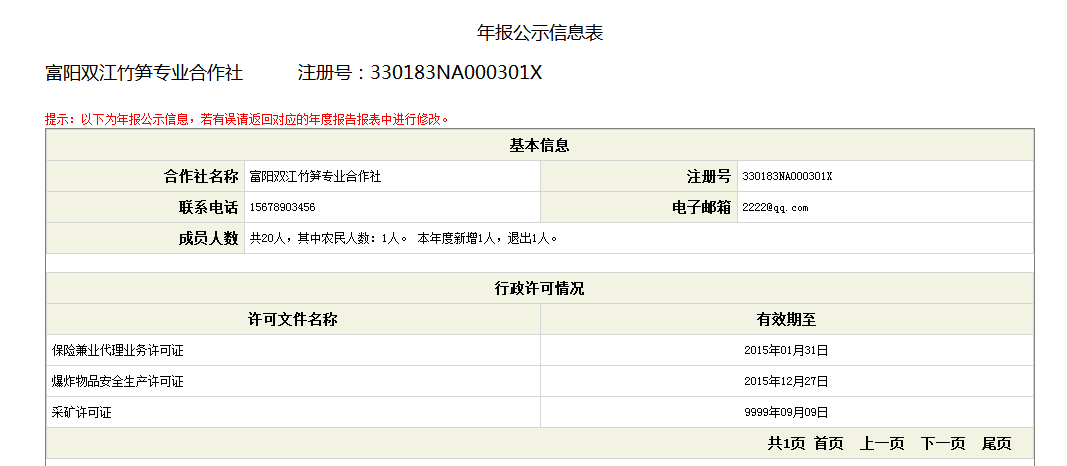 年报公示信息表
富阳双江竹笋专业合作社 注册号：330183NA000301X
提示：以下为年报公示信息，若有误请返回对应的年度报告报表中进行修改。
基本信息
合作社名称 富阳双江竹笋专业合作社 注册号 330183NA000301X
联系电话 15678903456 电子邮箱 2222@qq.com
成员人数 共20人，其中农民人数：1人。 本年度新增1人，退出1人。
行政许可情况
许可文件名称 有效期至
保险兼业代理业务许可证 2015年01月31日
爆炸物品安全生产许可证 2015年12月27日
采矿许可证 9999年09月09日
共1页 首页 上一页 下一页 尾页